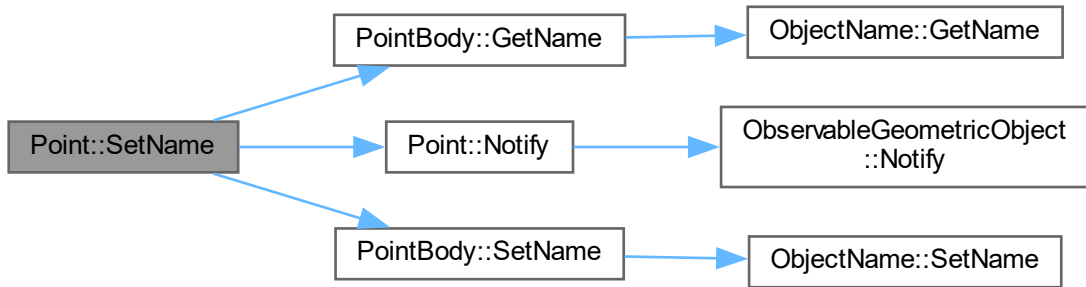 PointBody::GetName
ObjectName::GetName
Point::SetName
Point::Notify
ObservableGeometricObject
::Notify
PointBody::SetName
ObjectName::SetName